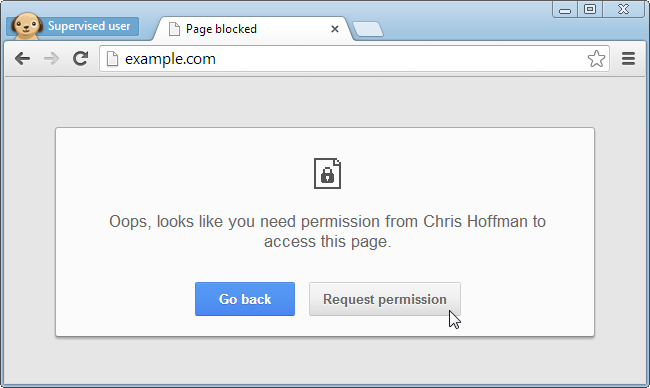 Supervised user
Page blocked
example.com
Oops, looks like you need permission from Chris Hoffman to
access this page.
Go back
Request permission